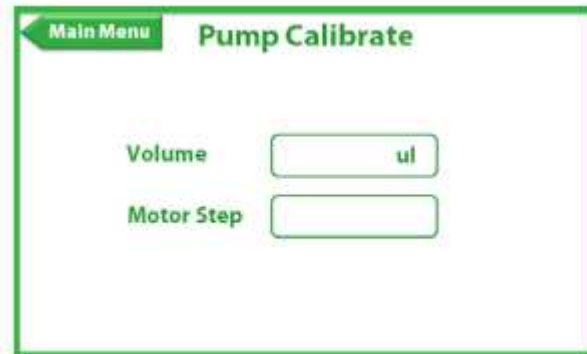 Main Menu
Pump Calibrate
Volume
ul
Motor Step